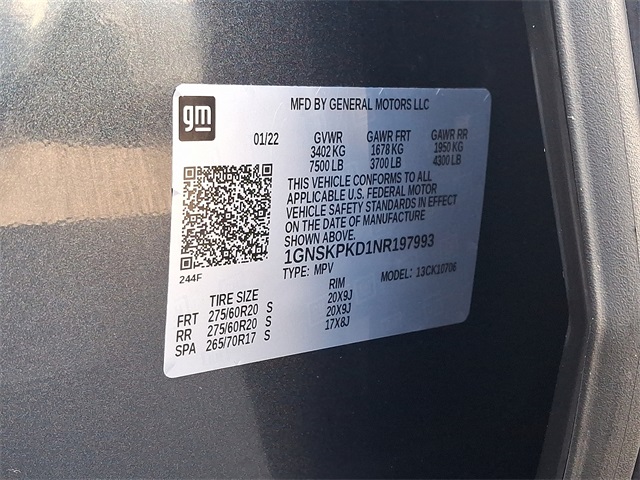 gm
MFD BY GENERAL MOTORS LLC
01/22 GVWR GAWR FRT GAWR RR
3402 KG 1678 KG 1950 KG
7500 LB 3700 LB 4300 LB
THIS VEHICLE CONFORMS TO ALL
APPLICABLE U.S. FEDERAL MOTOR
VEHICLE SAFETY STANDARDS IN EFFECT
ON THE DATE OF MANUFACTURE
SHOWN ABOVE.
1GNSKPKD1NR197993
244F
TYPE: MPV MODEL: 13CK10706
TIRE SIZE RIM
FRT 275/60R20 S 20X9J
RR 275/60R20 S 20X9J
SPA 265/70R17 S 17X8J